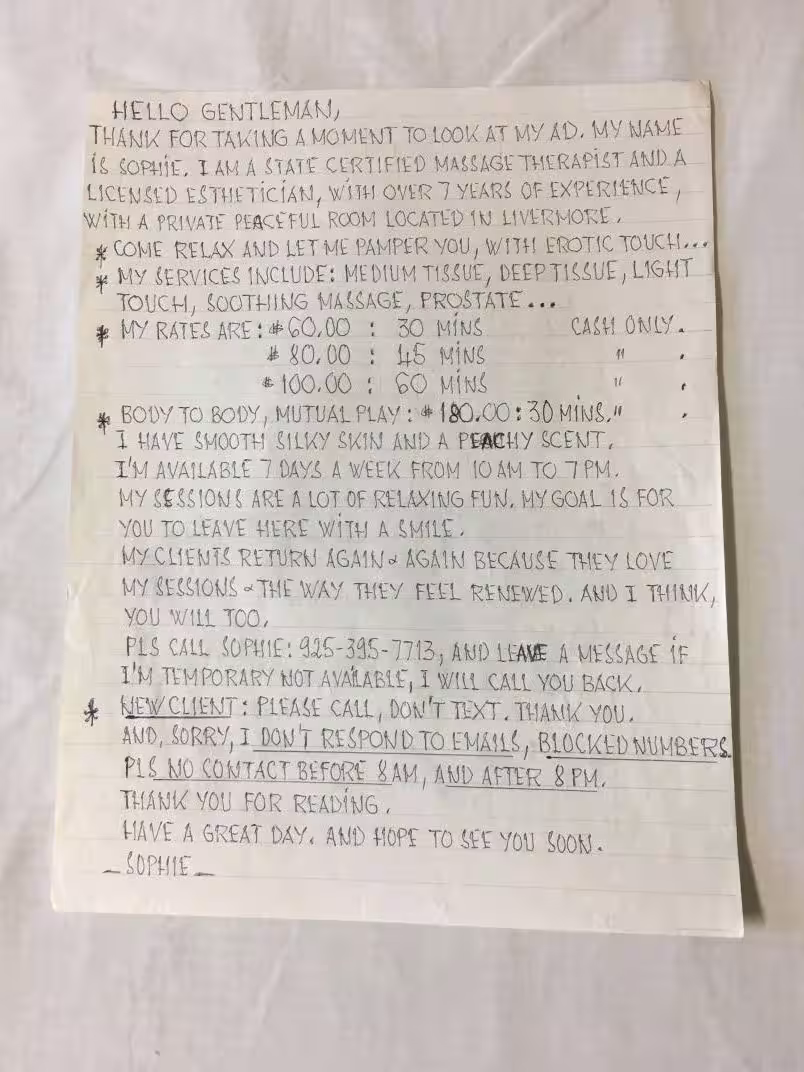 HELLO GENTLEMAN,
THANK FOR TAKING A MOMENT TO LOOK AT MY AD. MY NAME
IS SOPHIE. I AM A STATE CERTIFIED MASSAGE THERAPIST AND A
LICENSED ESTHETICIAN, WITH OVER 7 YEARS OF EXPERIENCE,
WITH A PRIVATE PEACEFUL ROOM LOCATED IN LIVERMORE.
* COME RELAX AND LET ME PAMPER YOU, WITH EROTIC TOUCH...
* MY SERVICES INCLUDE: MEDIUM TISSUE, DEEP TISSUE, LIGHT
TOUCH, SOOTHING MASSAGE, PROSTATE...
* MY RATES ARE: $60.00 : 30 MINS CASH ONLY.
$80.00 : 45 MINS " .
$100.00 : 60 MINS " .
* BODY TO BODY, MUTUAL PLAY: $180.00: 30 MINS. " .
I HAVE SMOOTH SILKY SKIN AND A PEACHY SCENT.
I'M AVAILABLE 7 DAYS A WEEK FROM 10 AM TO 7 PM.
MY SESSIONS ARE A LOT OF RELAXING FUN. MY GOAL IS FOR
YOU TO LEAVE HERE WITH A SMILE.
MY CLIENTS RETURN AGAIN & AGAIN BECAUSE THEY LOVE
MY SESSIONS & THE WAY THEY FEEL RENEWED. AND I THINK,
YOU WILL TOO.
PLS CALL SOPHIE: 925-395-7713, AND LEAVE A MESSAGE IF
I'M TEMPORARY NOT AVAILABLE, I WILL CALL YOU BACK.
* NEW CLIENT: PLEASE CALL, DON'T TEXT. THANK YOU.
AND, SORRY, I DON'T RESPOND TO EMAILS, BLOCKED NUMBERS.
PLS NO CONTACT BEFORE 8 AM, AND AFTER 8 PM.
THANK YOU FOR READING.
HAVE A GREAT DAY. AND HOPE TO SEE YOU SOON.
_SOPHIE_